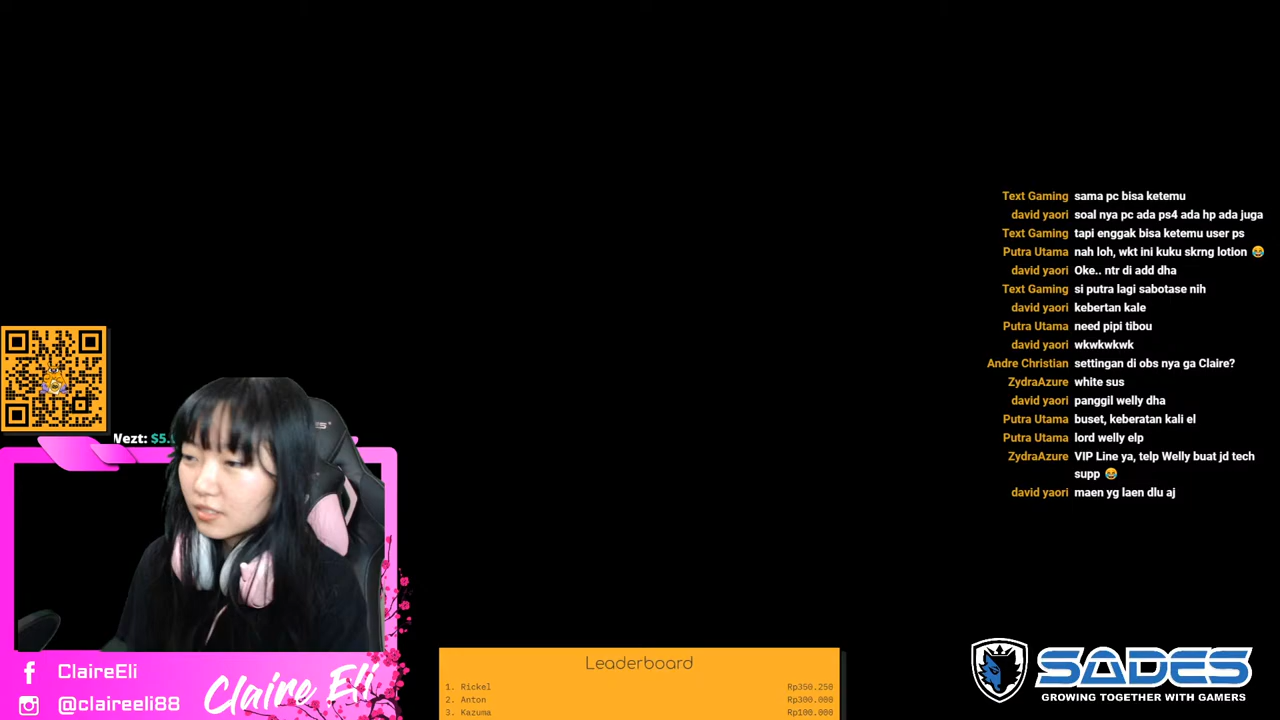 Text Gaming sama pc bisa ketemu
david yaori soal nya pc ada ps4 ada hp ada juga
Text Gaming tapi enggak bisa ketemu user ps
Putra Utama nah loh, wkt ini kuku skrng lotion 😂
david yaori Oke.. ntr di add dha
Text Gaming si putra lagi sabotase nih
david yaori kebertan kale
Putra Utama need pipi tibou
david yaori wkwkwkwk
Andre Christian settingan di obs nya ga Claire?
ZydraAzure white sus
david yaori panggil welly dha
Putra Utama buset, keberatan kali el
Putra Utama lord welly elp
ZydraAzure VIP Line ya, telp Welly buat jd tech
supp 😂
david yaori maen yg laen dlu aj
Wezt: $5.
ClaireEli
@claireeli88
Claire Eli
Leaderboard
1. Rickel Rp350.250
2. Anton Rp300.000
3. Kazuma Rp100.000
SADES
GROWING TOGETHER WITH GAMERS